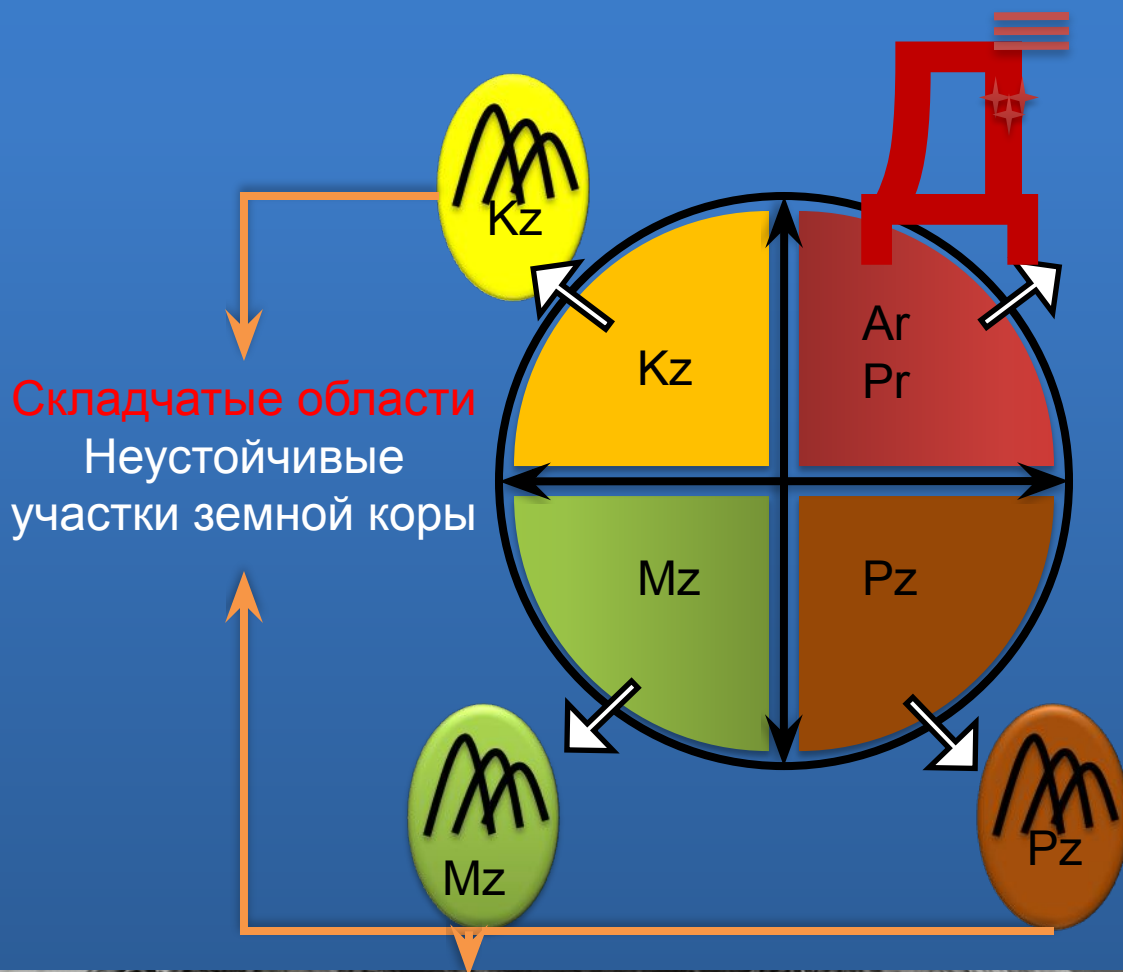 Д
Kz
Kz
Ar
Pr
Складчатые области
Неустойчивые
участки земной коры
Mz
Pz
Mz
Pz